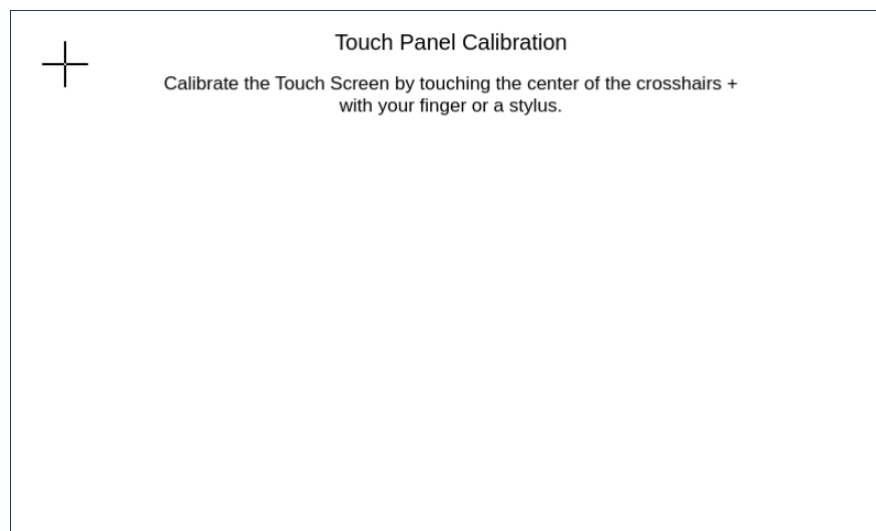 Touch Panel Calibration
Calibrate the Touch Screen by touching the center of the crosshairs +
with your finger or a stylus.